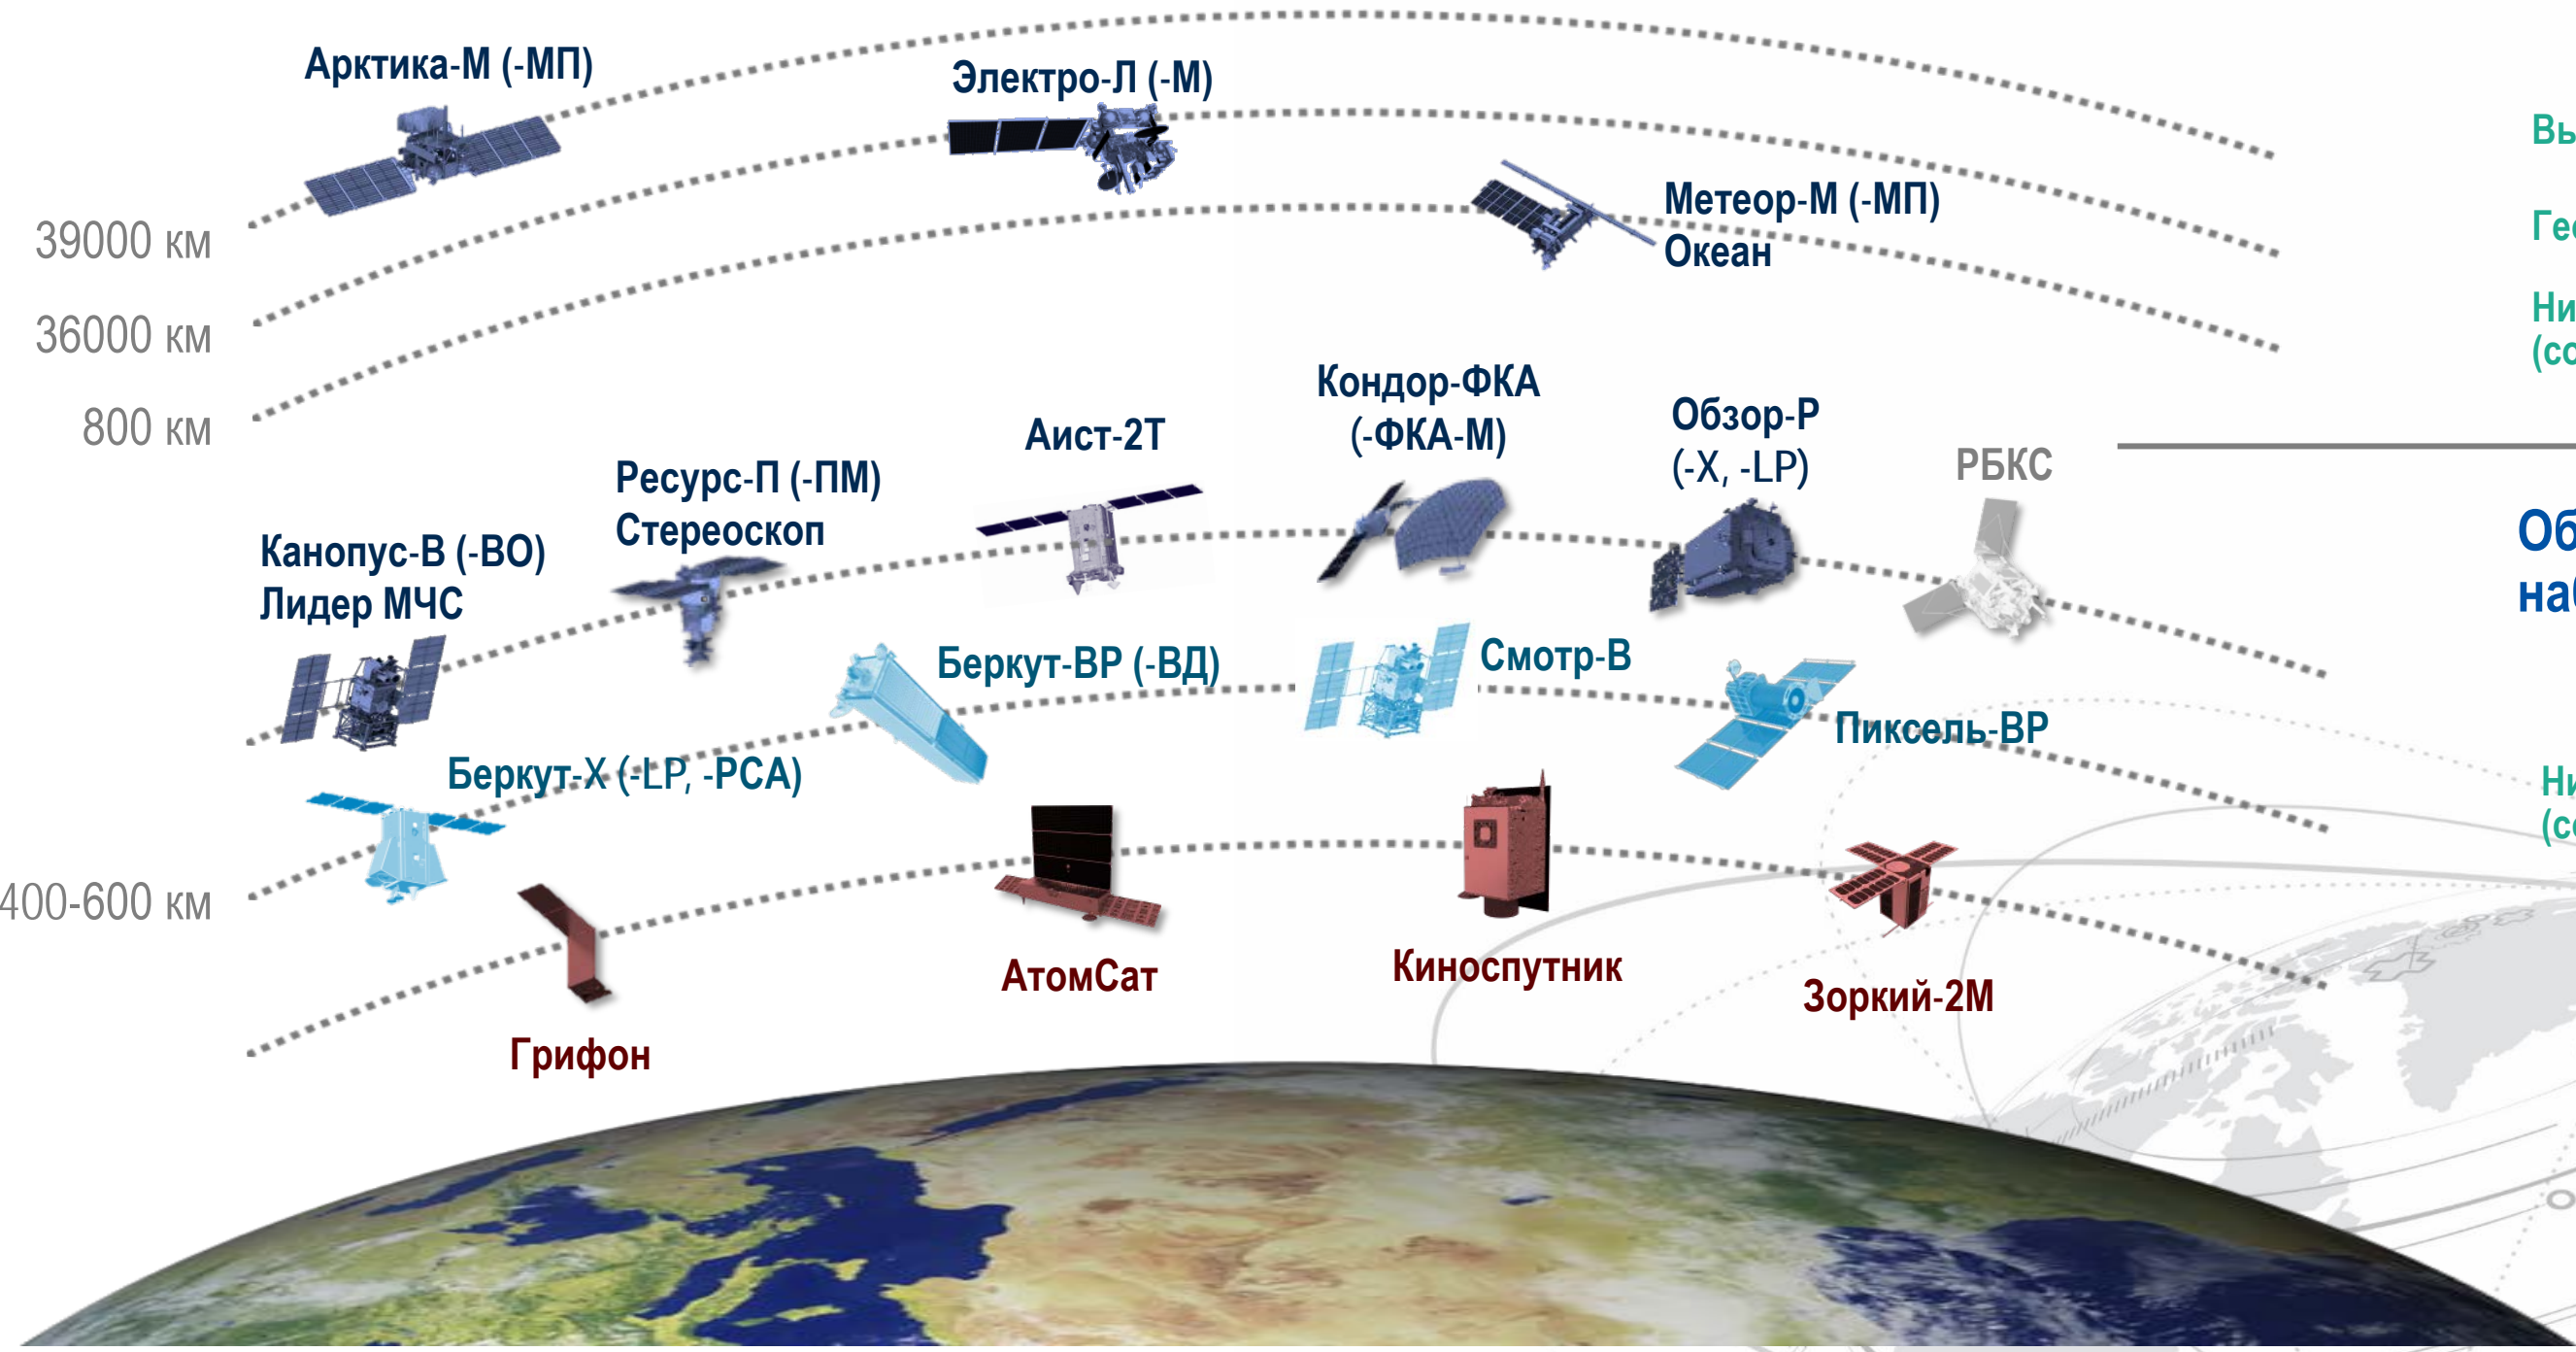 Арктика-М (-МП)
Электро-Л (-М)
39000 км
Метеор-М (-МП)
Океан
36000 км
800 км
Кондор-ФКА
(-ФКА-М)
Аист-2Т
Обзор-Р
(-X, -LP)
РБКС
Ресурс-П (-ПМ)
Стереоскоп
Канопус-В (-ВО)
Лидер МЧС
Беркут-ВР (-ВД)
Смотр-В
Пиксель-ВР
Беркут-X (-LP, -РСА)
400-600 км
АтомСат
Киноспутник
Зоркий-2М
Грифон